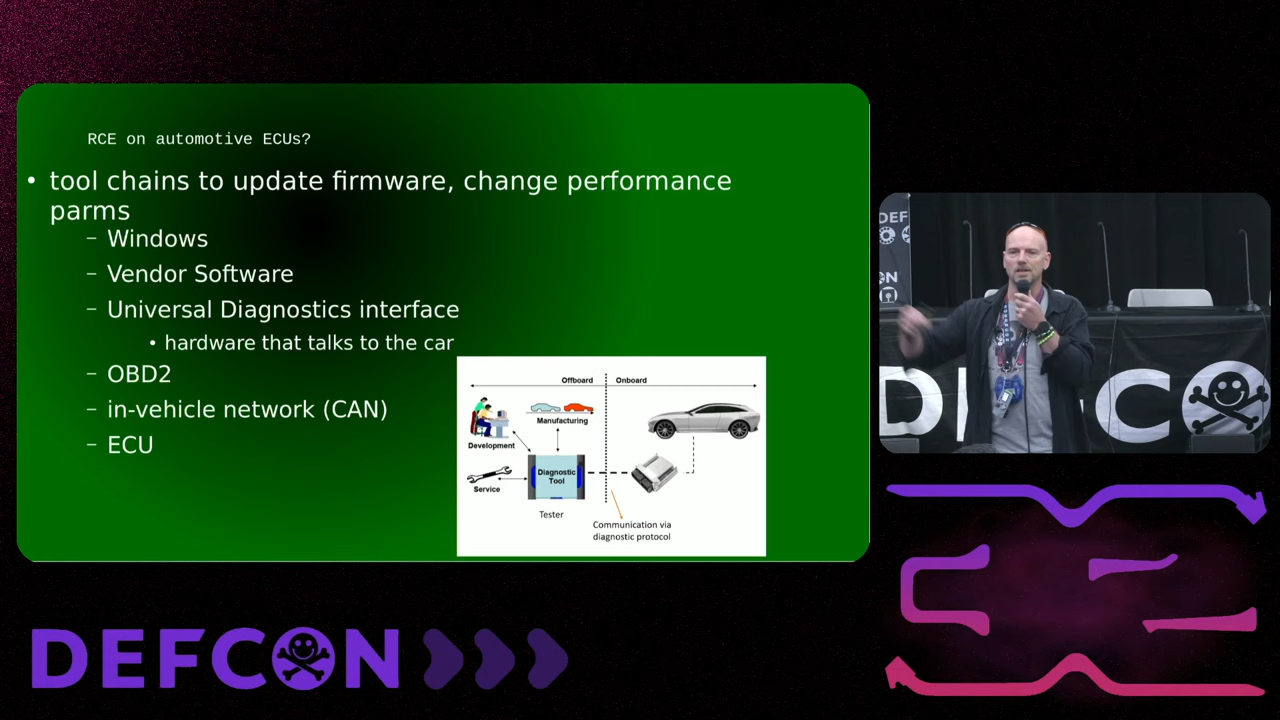 RCE on automotive ECUs?
• tool chains to update firmware, change performance
parms
– Windows
– Vendor Software
– Universal Diagnostics interface
• hardware that talks to the car
– OBD2
– in-vehicle network (CAN)
– ECU
Offboard
Onboard
Manufacturing
Development
Diagnostic
Tool
Service
Tester
Communication via
diagnostic protocol
DEF
ON
DEFCON